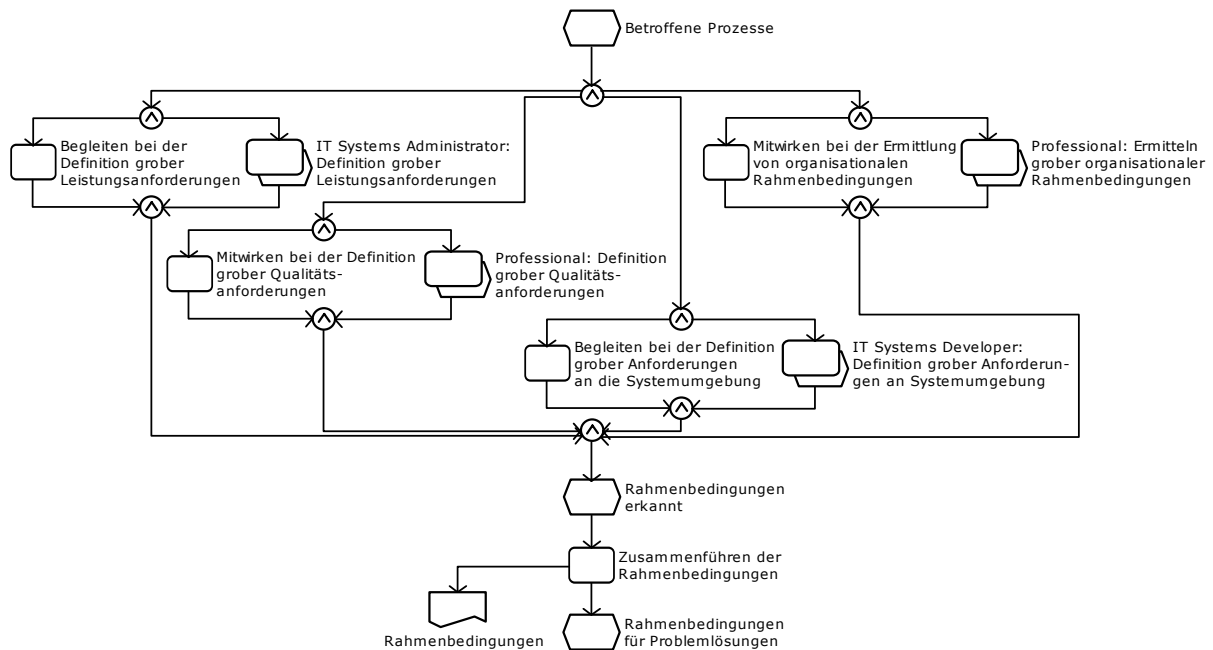 Betroffene Prozesse
Begleiten bei der
Definition grober
Leistungsanforderungen
IT Systems Administrator:
Definition grober
Leistungsanforderungen
Mitwirken bei der Ermittlung
von organisationalen
Rahmenbedingungen
Professional: Ermitteln
grober organisationaler
Rahmenbedingungen
Mitwirken bei der Definition
grober Qualitäts-
anforderungen
Professional: Definition
grober Qualitäts-
anforderungen
Begleiten bei der Definition
grober Anforderungen
an die Systemumgebung
IT Systems Developer:
Definition grober Anforderun-
gen an Systemumgebung
Rahmenbedingungen
erkannt
Zusammenführen der
Rahmenbedingungen
Rahmenbedingungen
Rahmenbedingungen
für Problemlösungen